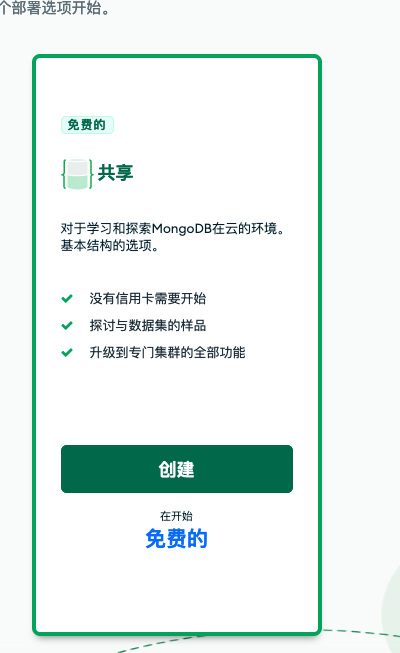 个部署选项开始。
免费的
共享
对于学习和探索MongoDB在云的环境。
基本结构的选项。
没有信用卡需要开始
探讨与数据集的样品
升级到专门集群的全部功能
创建
在开始
免费的